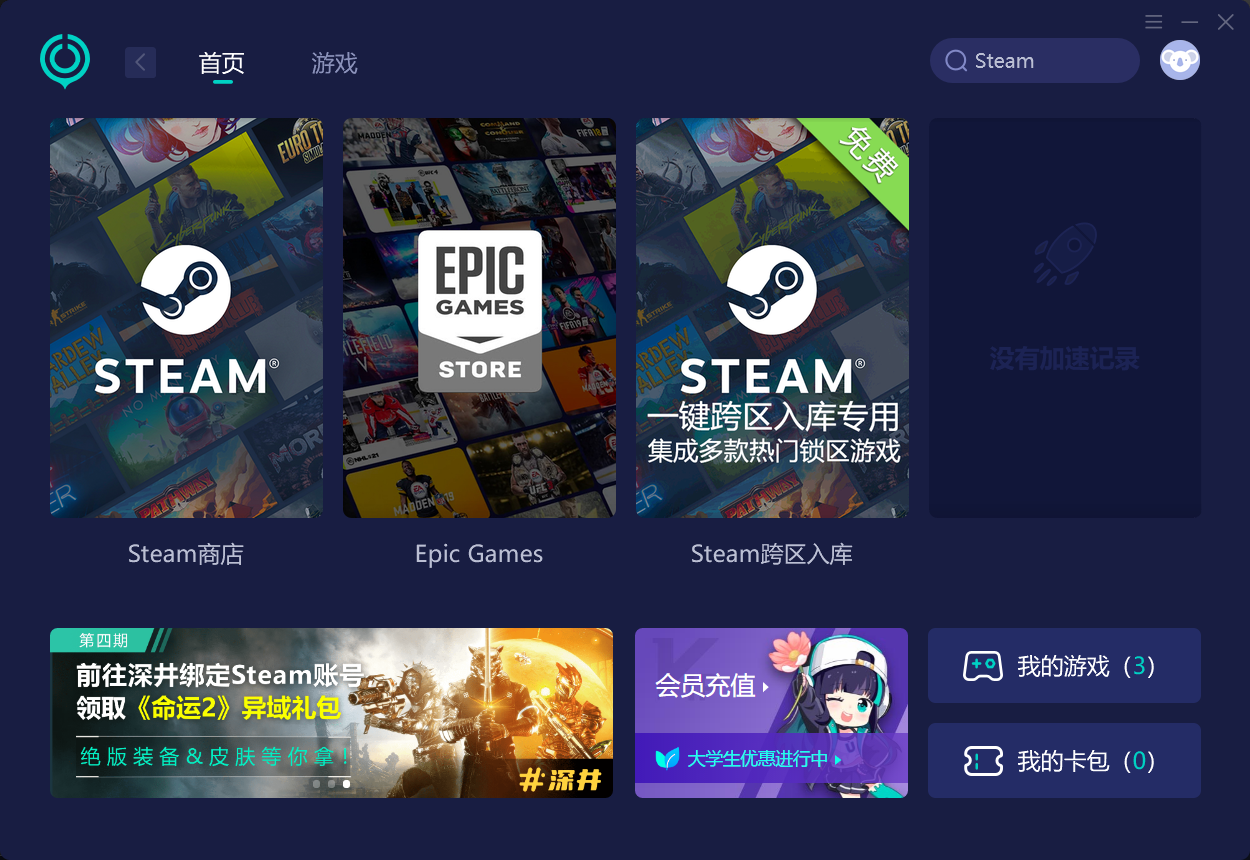 首页
游戏
Steam
STEAM®
EPIC
GAMES
STORE
免费
STEAM®
一键跨区入库专用
集成多款热门锁区游戏
没有加速记录
Steam商店
Epic Games
Steam跨区入库
第四期
前往深井绑定Steam账号
领取《命运2》异域礼包
绝版装备&皮肤等你拿!
#深井
会员充值
大学生优惠进行中
我的游戏（3）
我的卡包（0）